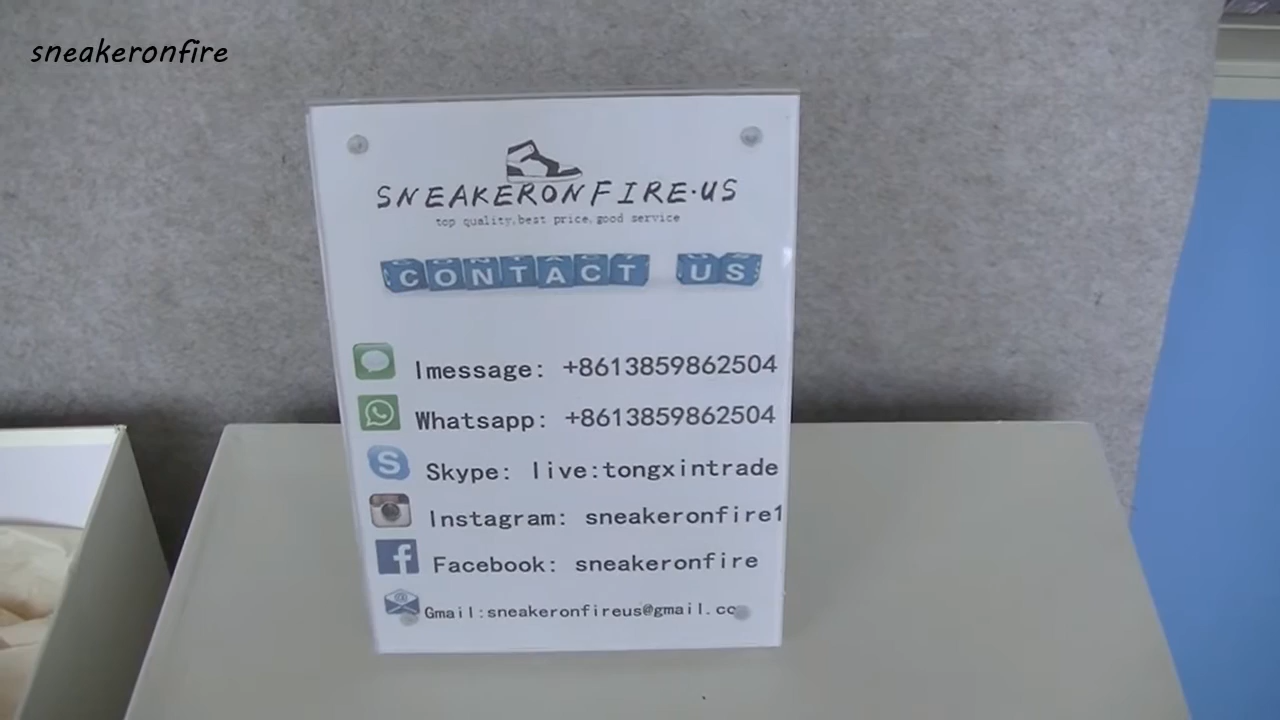 sneakeronfire
SNEAKERONFIRE·US
top quality,best price,good service
CONTACT US
Imessage: +8613859862504
Whatsapp: +8613859862504
Skype: live:tongxintrade
Instagram: sneakeronfire1
Facebook: sneakeronfire
Gmail:sneakeronfireus@gmail.co